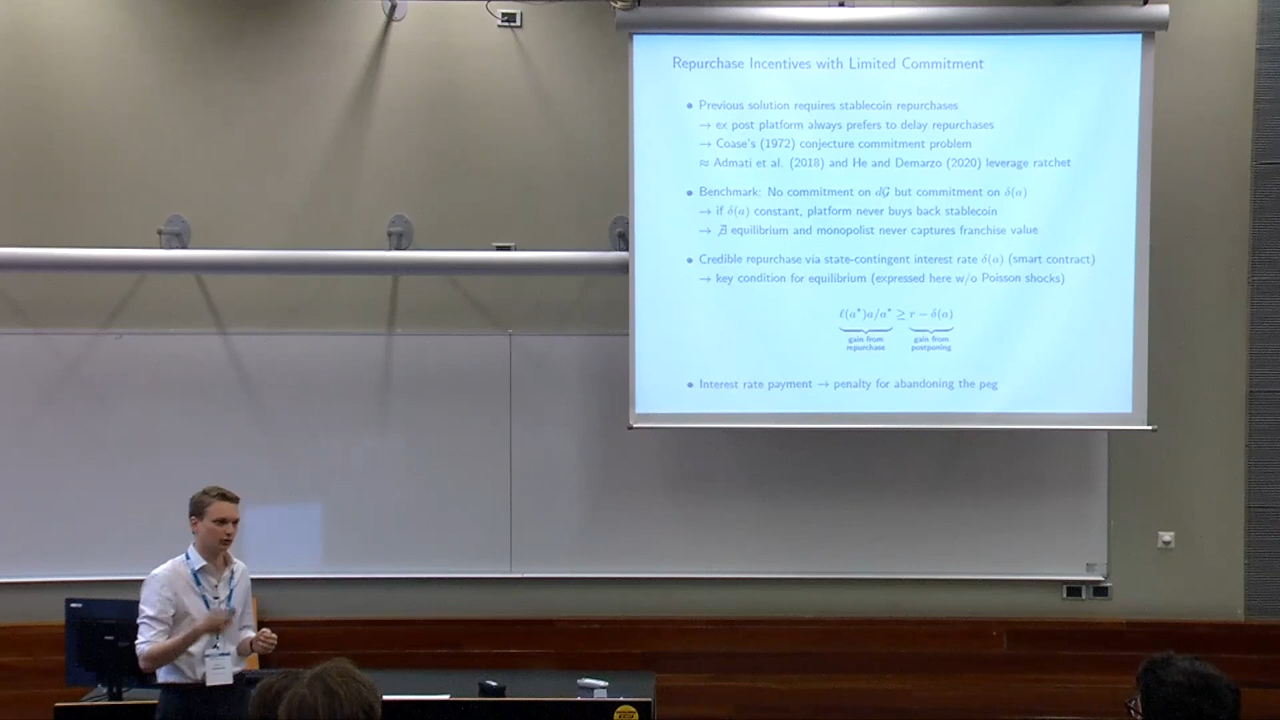 Repurchase Incentives with Limited Commitment
• Previous solution requires stablecoin repurchases
→ ex post platform always prefers to delay repurchases
→ Coase's (1972) conjecture commitment problem
≈ Admati et al. (2018) and He and Demarzo (2020) leverage ratchet
• Benchmark: No commitment on d𝒢 but commitment on δ(a)
→ if δ(a) constant, platform never buys back stablecoin
→ ∄ equilibrium and monopolist never captures franchise value
• Credible repurchase via state-contingent interest rate δ(a) (smart contract)
→ key condition for equilibrium (expressed here w/o Poisson shocks)
ℓ(a*)a/a* ≥ r − δ(a)
gain from repurchase
gain from postponing
• Interest rate payment → penalty for abandoning the peg